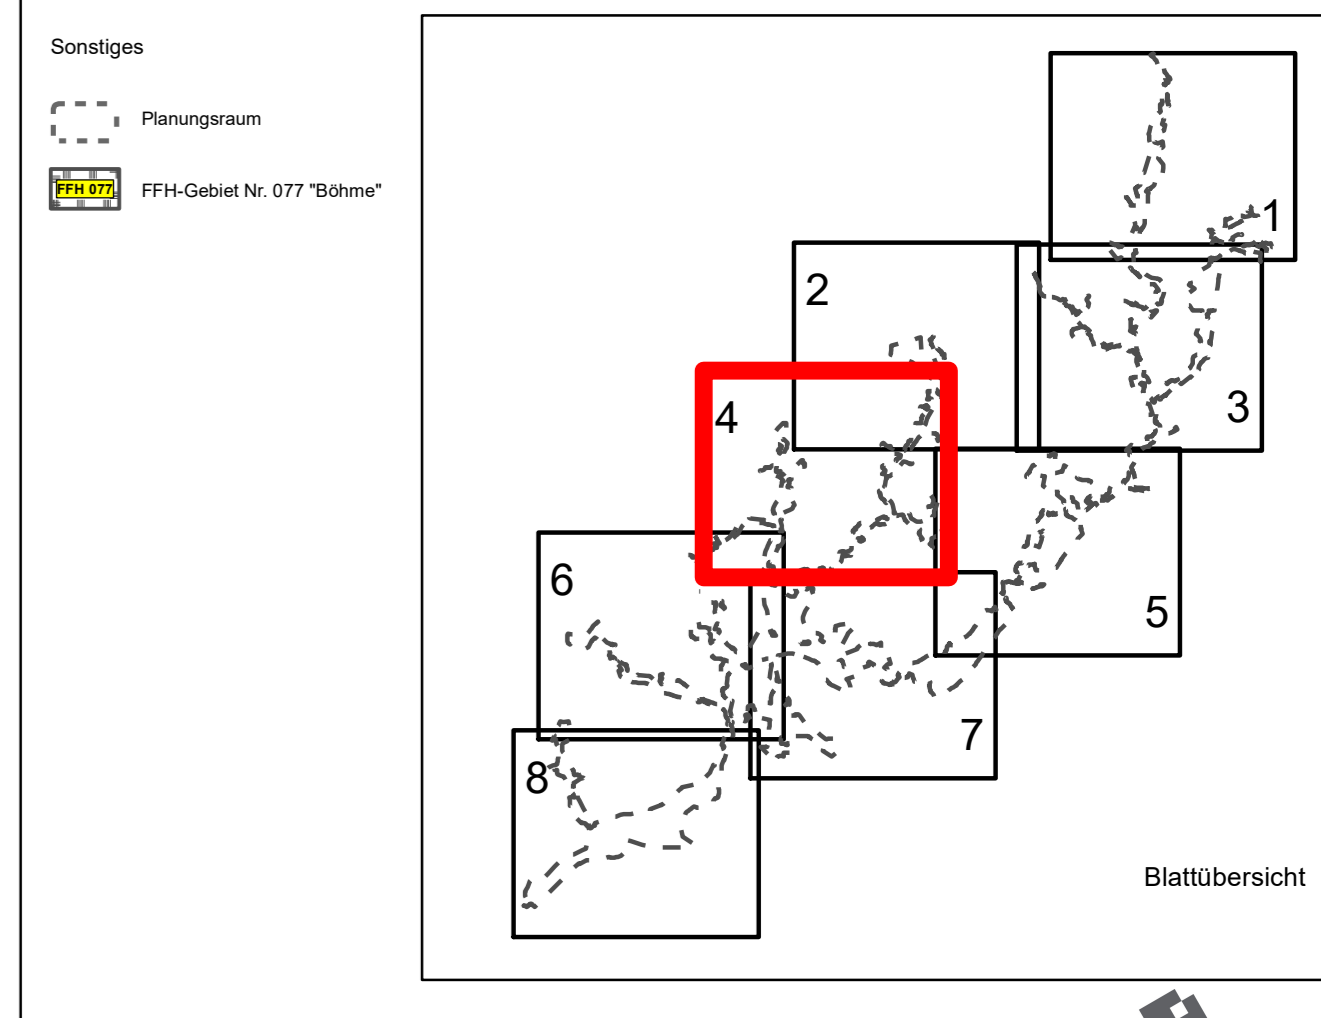 Sonstiges
Planungsraum
FFH 077
FFH-Gebiet Nr. 077 "Böhme"
1
2
3
4
5
6
7
8
Blattübersicht